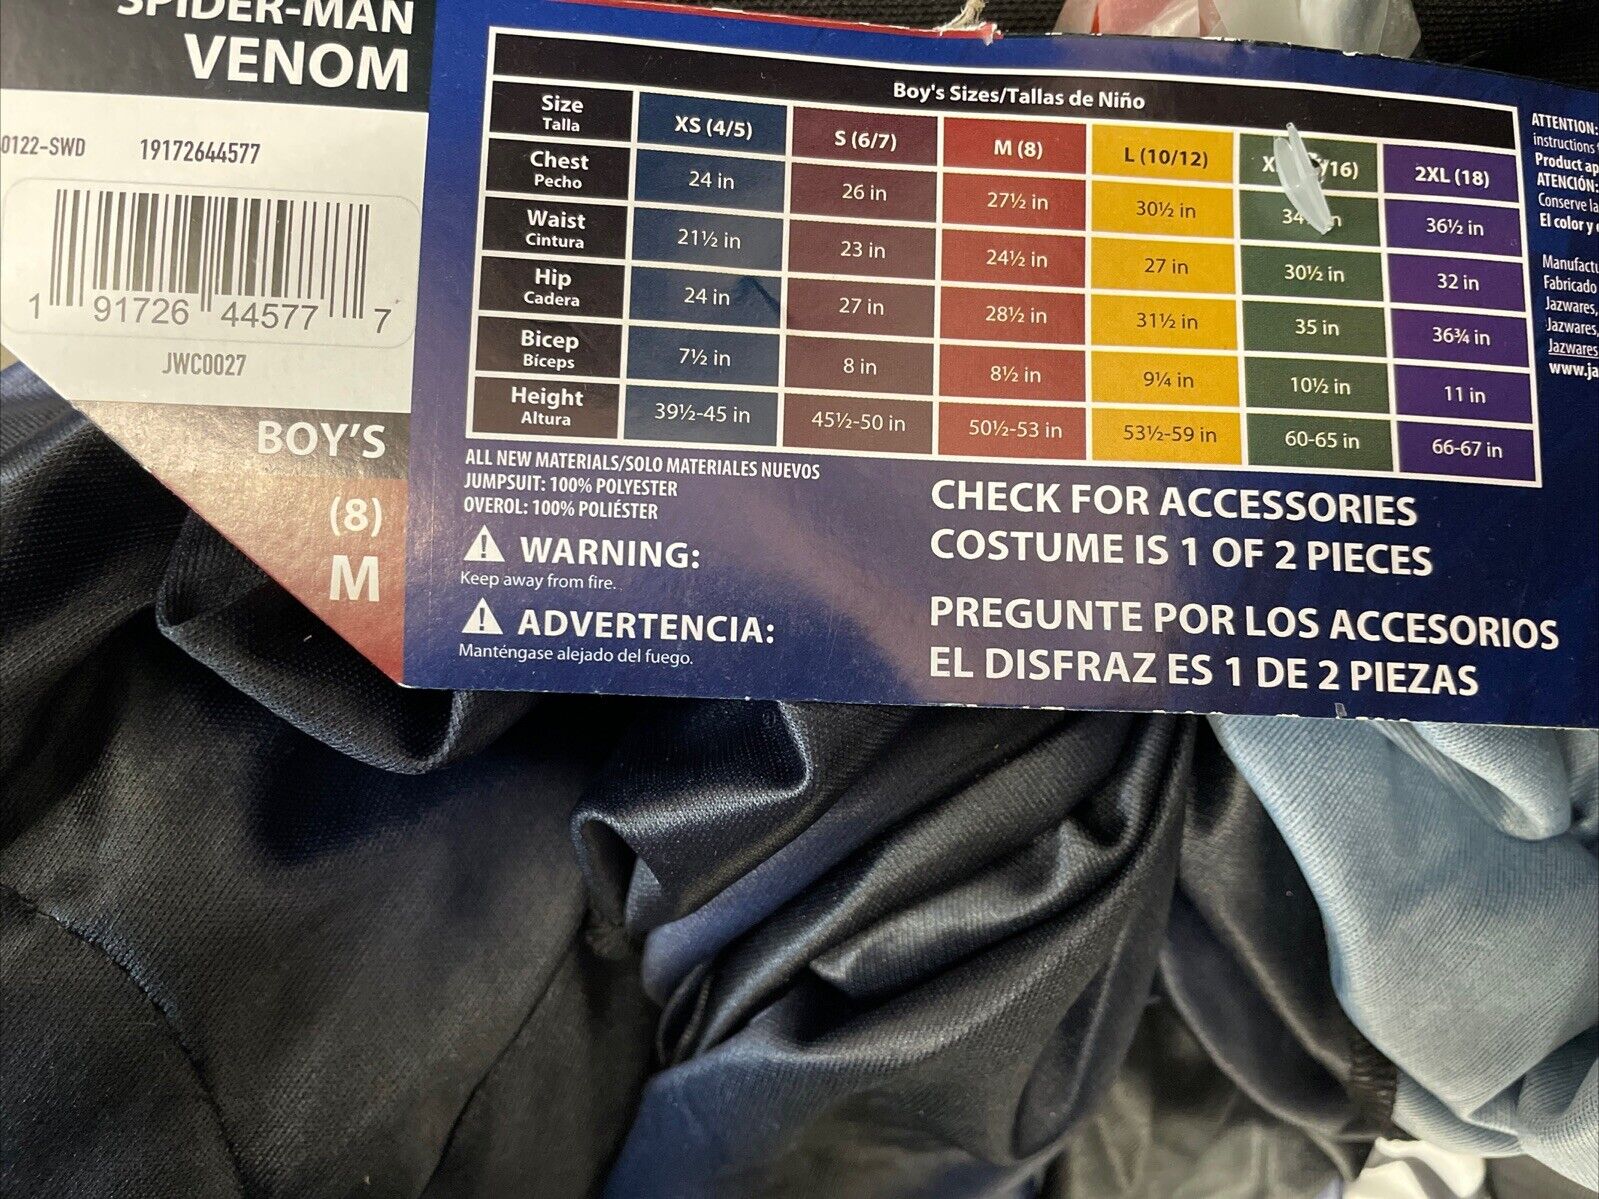 SPIDER-MAN
VENOM
0122-SWD 19172644577
1 91726 44577 7
JWC0027
BOY'S
(8)
M
Boy's Sizes/Tallas de Niño
Size XS (4/5) S (6/7) M (8) L (10/12) 2XL (18)
Talla
Chest 24 in 26 in 27½ in 30½ in 36½ in
Pecho
Waist 21½ in 23 in 24½ in 27 in 30½ in 32 in
Cintura
Hip 24 in 27 in 28½ in 31½ in 35 in 36¾ in
Cadera
Bicep 7½ in 8 in 8½ in 9¼ in 10½ in 11 in
Bíceps
Height 39½-45 in 45½-50 in 50½-53 in 53½-59 in 60-65 in 66-67 in
Altura
ALL NEW MATERIALS/SOLO MATERIALES NUEVOS
JUMPSUIT: 100% POLYESTER
OVEROL: 100% POLIÉSTER
WARNING:
Keep away from fire.
ADVERTENCIA:
Manténgase alejado del fuego.
CHECK FOR ACCESSORIES
COSTUME IS 1 OF 2 PIECES
PREGUNTE POR LOS ACCESORIOS
EL DISFRAZ ES 1 DE 2 PIEZAS
ATTENTION:
instructions
Product
ATENCIÓN:
Conserve la
El color y
Fabricado
Jazwares,
Jazwares,
Jazwares